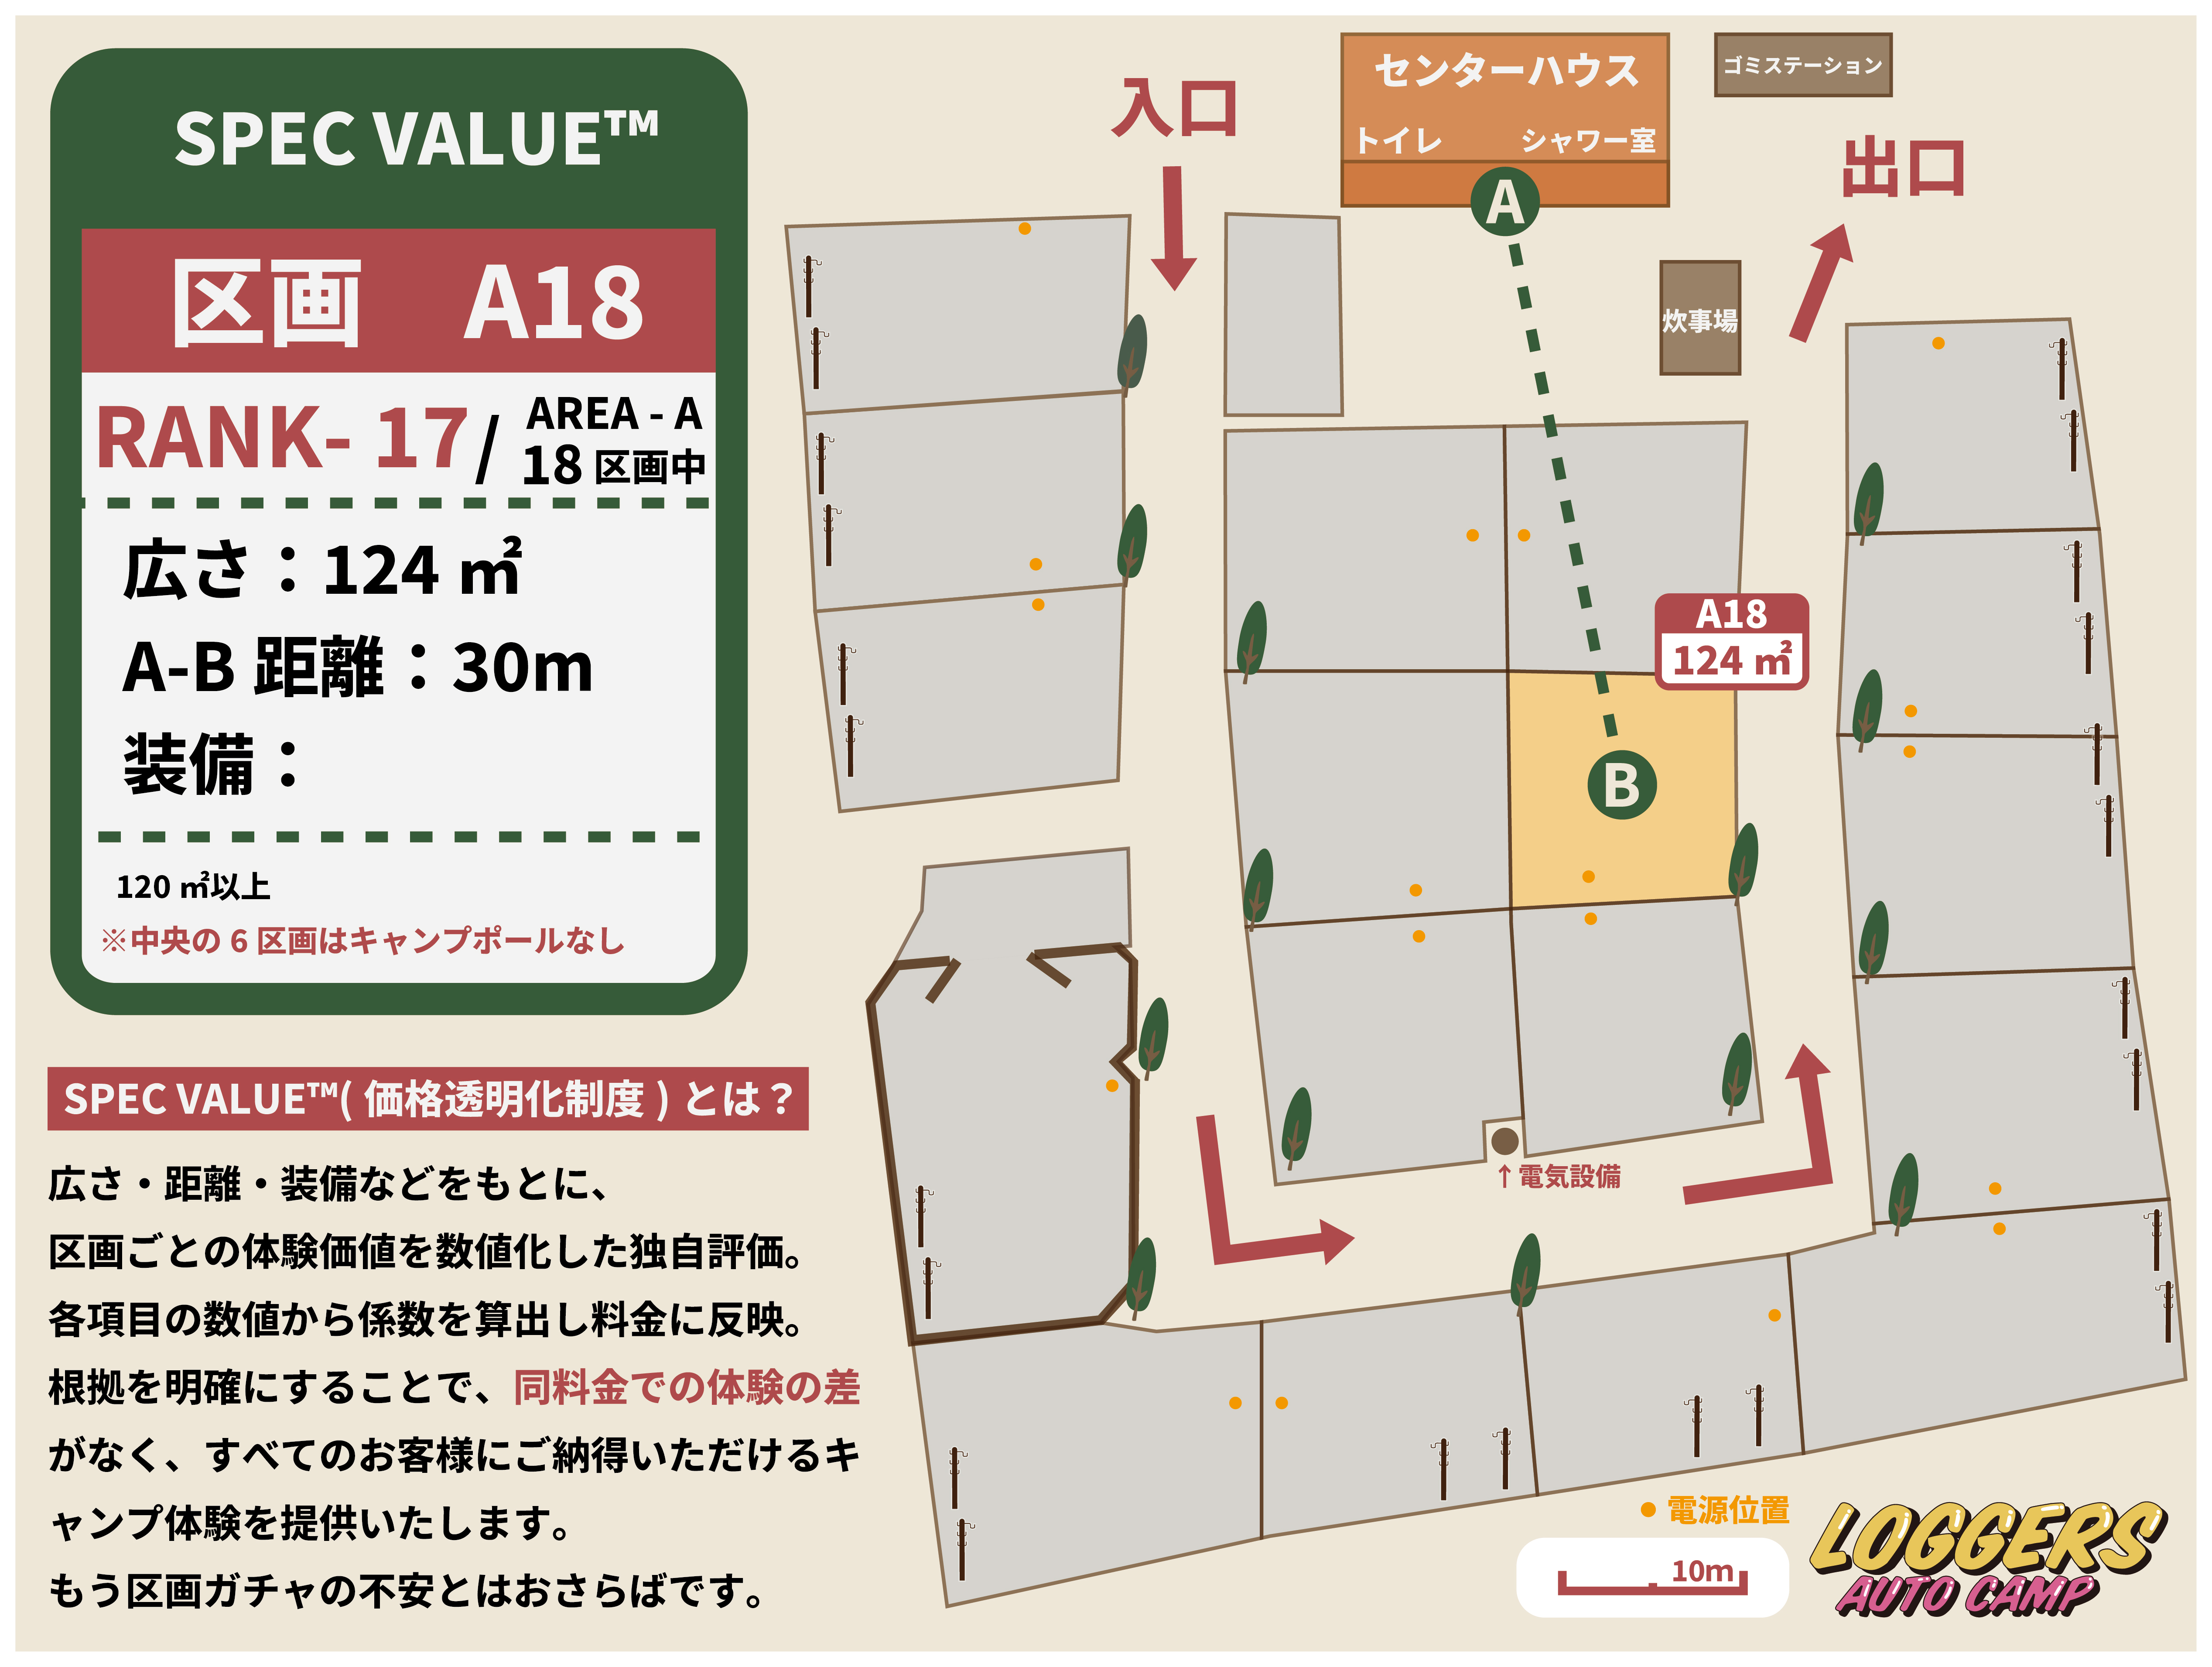 SPEC VALUE™
区画 A18
RANK- 17 / AREA - A
18 区画中
広さ：124 ㎡
A-B 距離：30m
装備：
120 ㎡以上
※中央の 6 区画はキャンプポールなし
SPEC VALUE™( 価格透明化制度 ) とは？
広さ・距離・装備などをもとに、
区画ごとの体験価値を数値化した独自評価。
各項目の数値から係数を算出し料金に反映。
根拠を明確にすることで、同料金での体験の差
がなく、すべてのお客様にご納得いただけるキ
ャンプ体験を提供いたします。
もう区画ガチャの不安とはおさらばです。
入口
センターハウス
トイレ シャワー室
ゴミステーション
出口
A
炊事場
A18
124 ㎡
B
↑電気設備
電源位置
10m
LOGGERS
AUTO CAMP